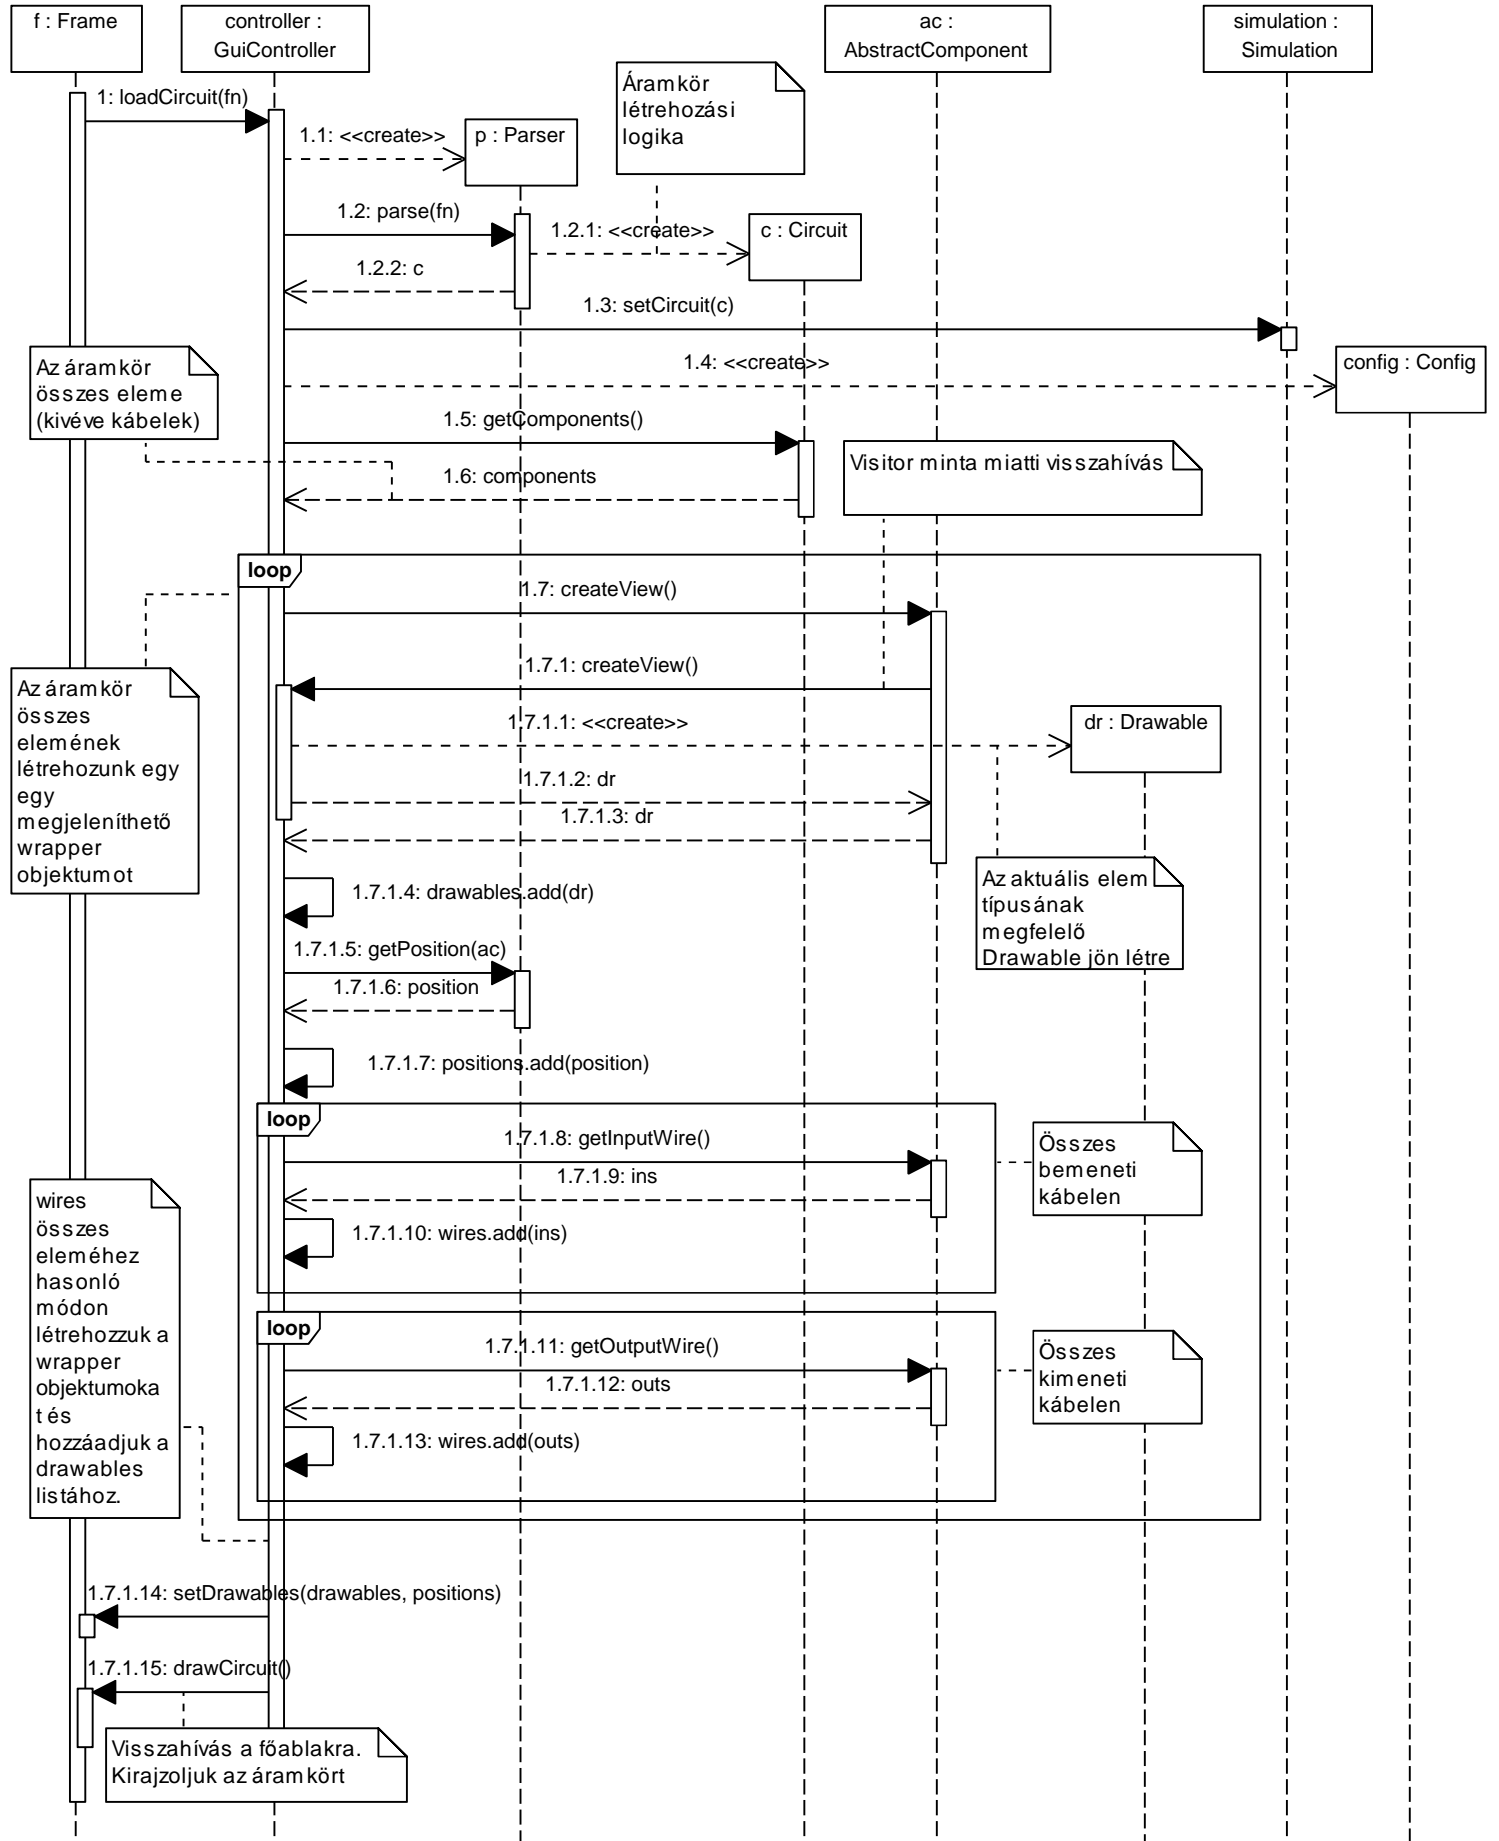 f : Frame
controller :
GuiController
ac :
AbstractComponent
simulation :
Simulation
Áramkör
létrehozási
logika
1: loadCircuit(fn)
1.1: <<create>>
p : Parser
1.2: parse(fn)
1.2.1: <<create>>
c : Circuit
1.2.2: c
1.3: setCircuit(c)
Az áramkör
összes eleme
(kivéve kábelek)
1.4: <<create>>
config : Config
1.5: getComponents()
1.6: components
Visitor minta miatti visszahívás
loop
1.7: createView()
1.7.1: createView()
Az áramkör
összes
elemének
létrehozunk egy
egy
megjeleníthető
wrapper
objektumot
1.7.1.1: <<create>>
dr : Drawable
1.7.1.2: dr
1.7.1.3: dr
Az aktuális elem
típusának
megfelelő
Drawable jön létre
1.7.1.4: drawables.add(dr)
1.7.1.5: getPosition(ac)
1.7.1.6: position
1.7.1.7: positions.add(position)
loop
1.7.1.8: getInputWire()
1.7.1.9: ins
1.7.1.10: wires.add(ins)
Összes
bemeneti
kábelen
wires
összes
eleméhez
hasonló
módon
létrehozzuk a
wrapper
objektumoka
t és
hozzáadjuk a
drawables
listához.
loop
1.7.1.11: getOutputWire()
1.7.1.12: outs
1.7.1.13: wires.add(outs)
Összes
kimeneti
kábelen
1.7.1.14: setDrawables(drawables, positions)
1.7.1.15: drawCircuit()
Visszahívás a főablakra.
Kirajzoljuk az áramkört